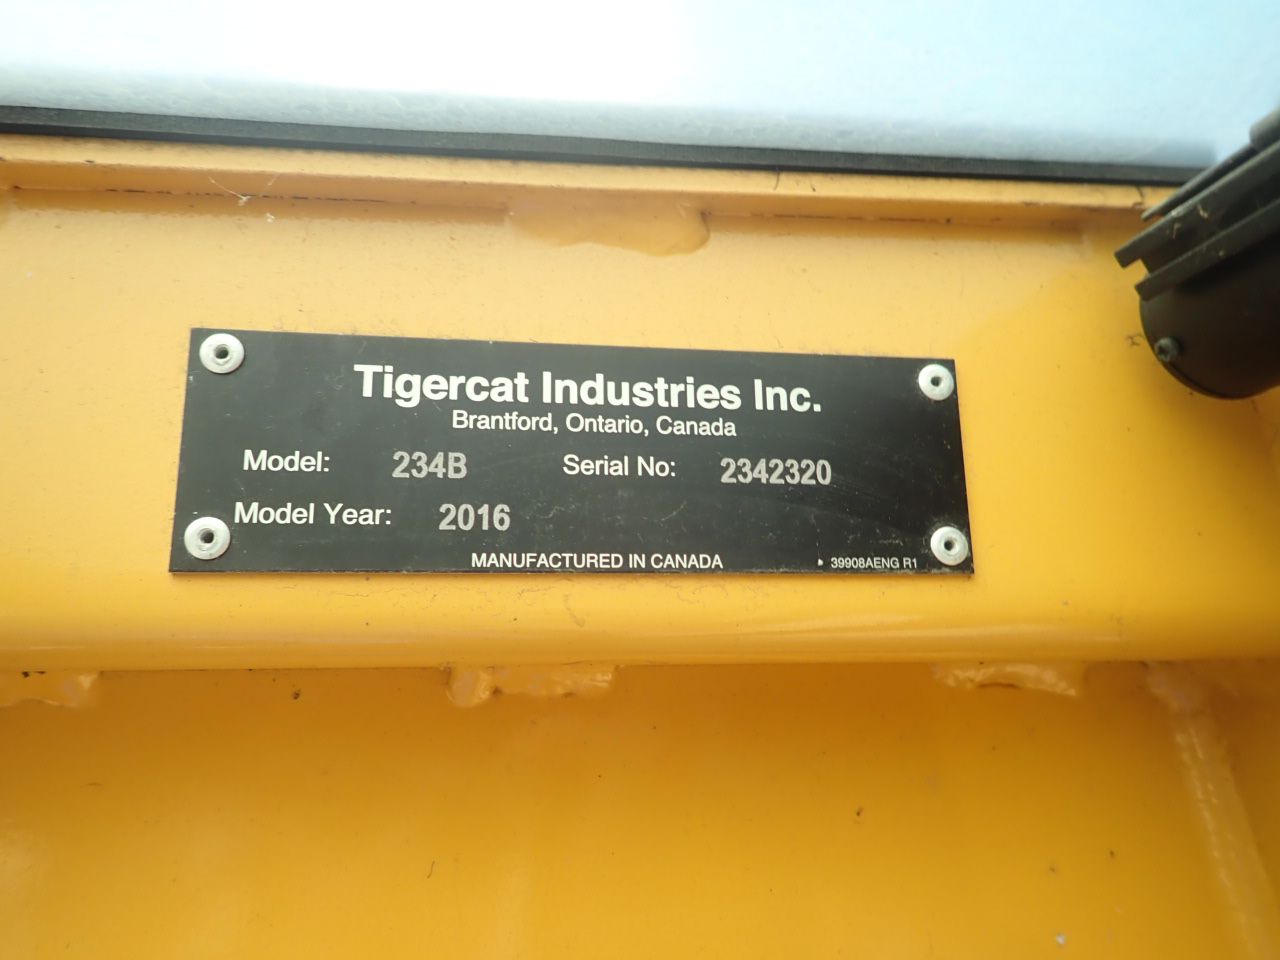 Tigercat Industries Inc.
Brantford, Ontario, Canada
Model: 234B Serial No: 2342320
Model Year: 2016
MANUFACTURED IN CANADA 39908AENG R1